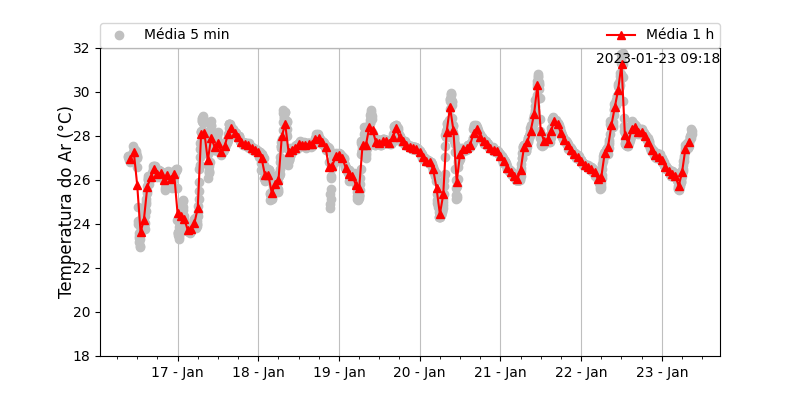 Média 5 min
Média 1 h
2023-01-23 09:18
Temperatura do Ar (°C)
32
30
28
26
24
22
20
18
17 - Jan
18 - Jan
19 - Jan
20 - Jan
21 - Jan
22 - Jan
23 - Jan